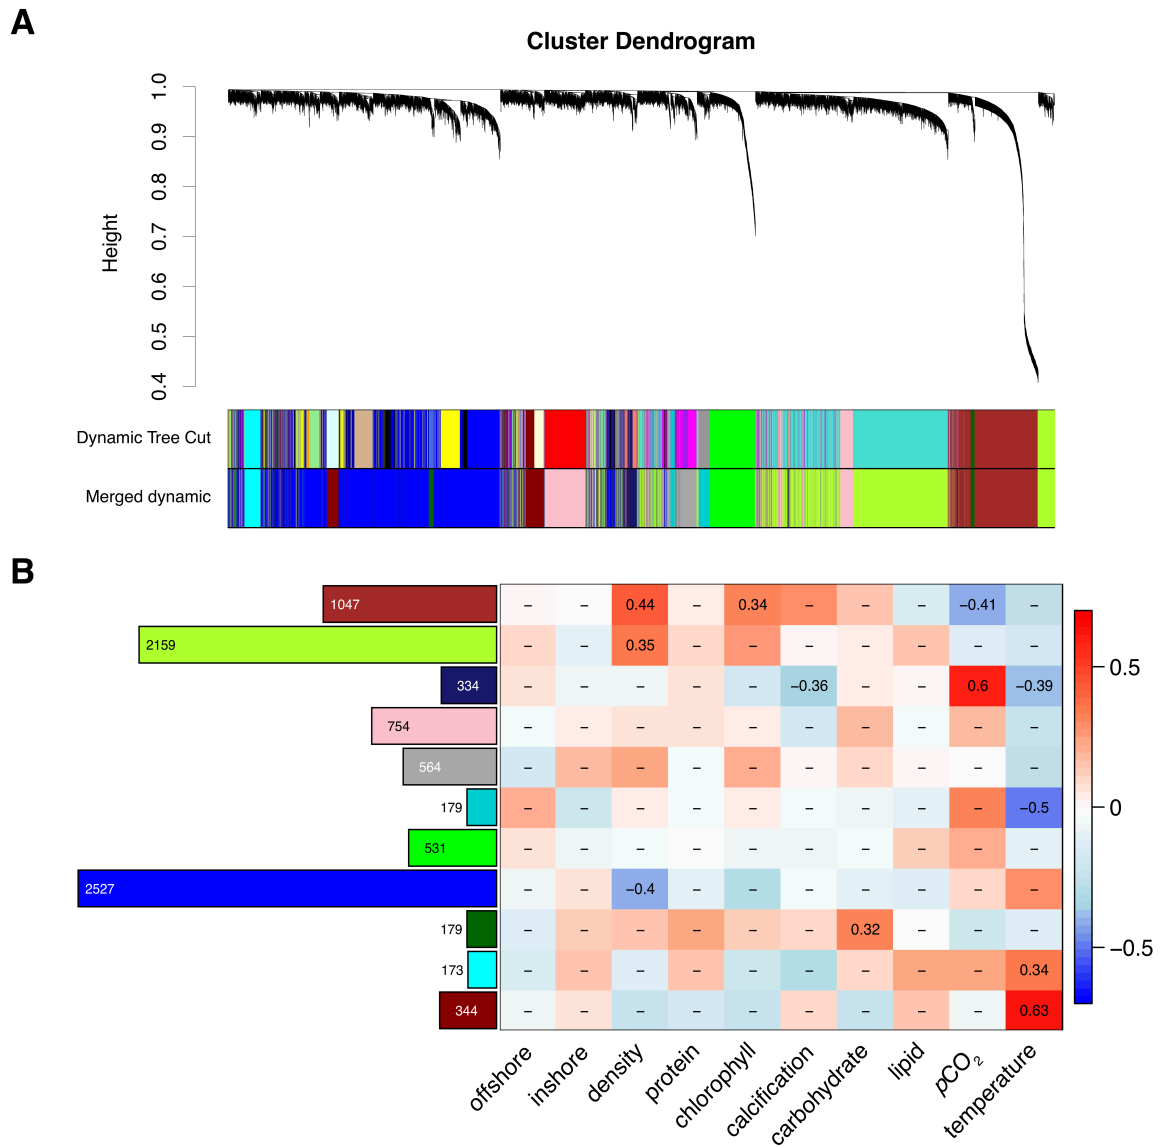 A
Cluster Dendrogram
Height
1.0
0.9
0.8
0.7
0.6
0.5
0.4
Dynamic Tree Cut
Merged dynamic
B
1047 – – 0.44 – 0.34 – – – −0.41 –
2159 – – 0.35 – – – – – – –
334 – – – – – −0.36 – – 0.6 −0.39
754 – – – – – – – – – –
564 – – – – – – – – – –
179 – – – – – – – – – −0.5
531 – – – – – – – – – –
2527 – – −0.4 – – – – – – –
179 – – – – – – 0.32 – – –
173 – – – – – – – – – 0.34
344 – – – – – – – – – 0.63
0.5
0
−0.5
offshore
inshore
density
protein
chlorophyll
calcification
carbohydrate
lipid
pCO₂
temperature